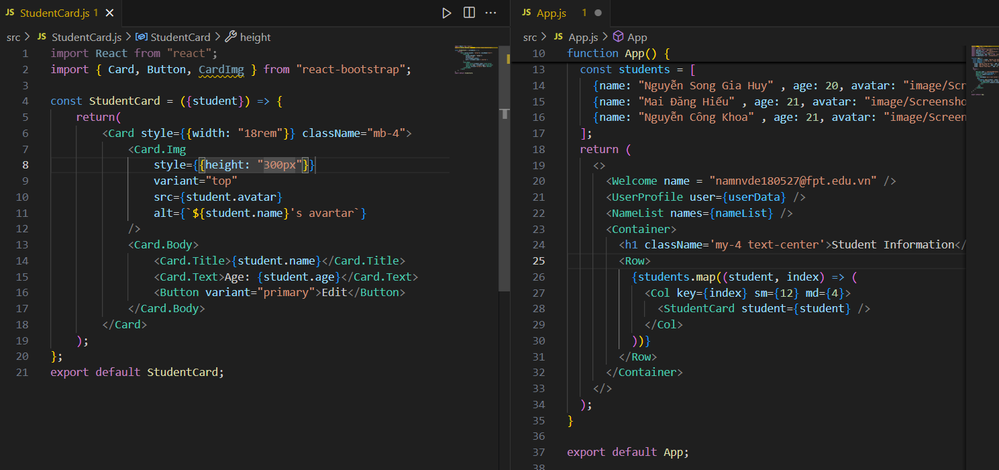 JS StudentCard.js 1
src > JS StudentCard.js > StudentCard > height
1 import React from "react";
2 import { Card, Button, CardImg } from "react-bootstrap";
3
4 const StudentCard = ({student}) => {
5 return(
6 <Card style={{width: "18rem"}} className="mb-4">
7 <Card.Img
8 style={{height: "300px"}}
9 variant="top"
10 src={student.avatar}
11 alt={`${student.name}'s avartar`}
12 />
13 <Card.Body>
14 <Card.Title>{student.name}</Card.Title>
15 <Card.Text>Age: {student.age}</Card.Text>
16 <Button variant="primary">Edit</Button>
17 </Card.Body>
18 </Card>
19 );
20 };
21 export default StudentCard;
JS App.js 1
src > JS App.js > App
10 function App() {
13 const students = [
14 {name: "Nguyễn Song Gia Huy" , age: 20, avatar: "image/Scr
15 {name: "Mai Đăng Hiếu" , age: 21, avatar: "image/Screensho
16 {name: "Nguyễn Công Khoa" , age: 21, avatar: "image/Screen
17 ];
18 return (
19 <>
20 <Welcome name = "namnvde180527@fpt.edu.vn" />
21 <UserProfile user={userData} />
22 <NameList names={nameList} />
23 <Container>
24 <h1 className='my-4 text-center'>Student Information</
25 <Row>
26 {students.map((student, index) => (
27 <Col key={index} sm={12} md={4}>
28 <StudentCard student={student} />
29 </Col>
30 ))}
31 </Row>
32 </Container>
33 </>
34 );
35 }
36
37 export default App;
38